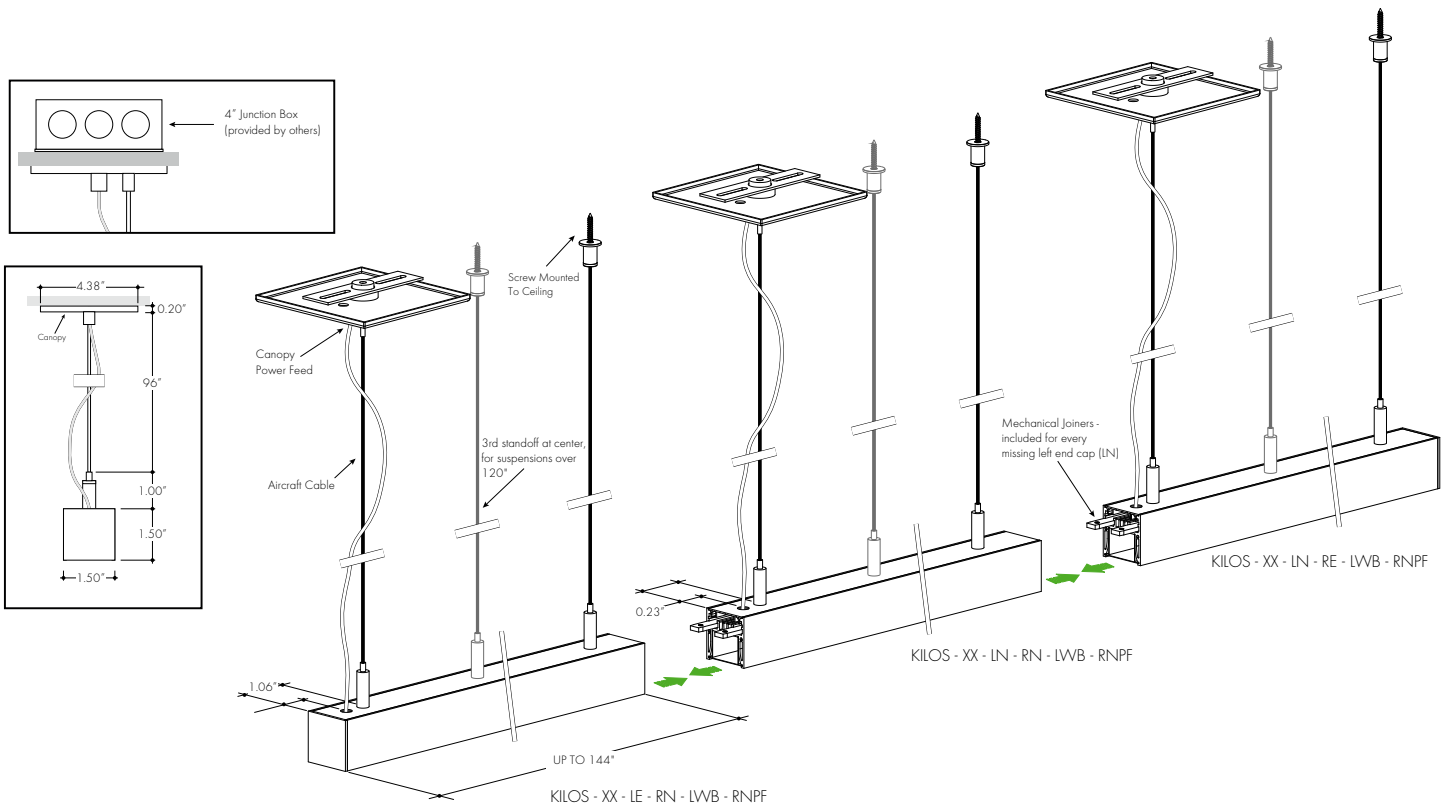 4" Junction Box
(provided by others)
4.38"
0.20"
Canopy
96"
1.00"
1.50"
1.50"
Screw Mounted
To Ceiling
Canopy
Power Feed
3rd standoff at center,
for suspensions over
120"
Aircraft Cable
1.06"
UP TO 144"
KILOS - XX - LE - RN - LWB - RNPF
0.23"
KILOS - XX - LN - RN - LWB - RNPF
Mechanical Joiners -
included for every
missing left end cap (LN)
KILOS - XX - LN - RE - LWB - RNPF